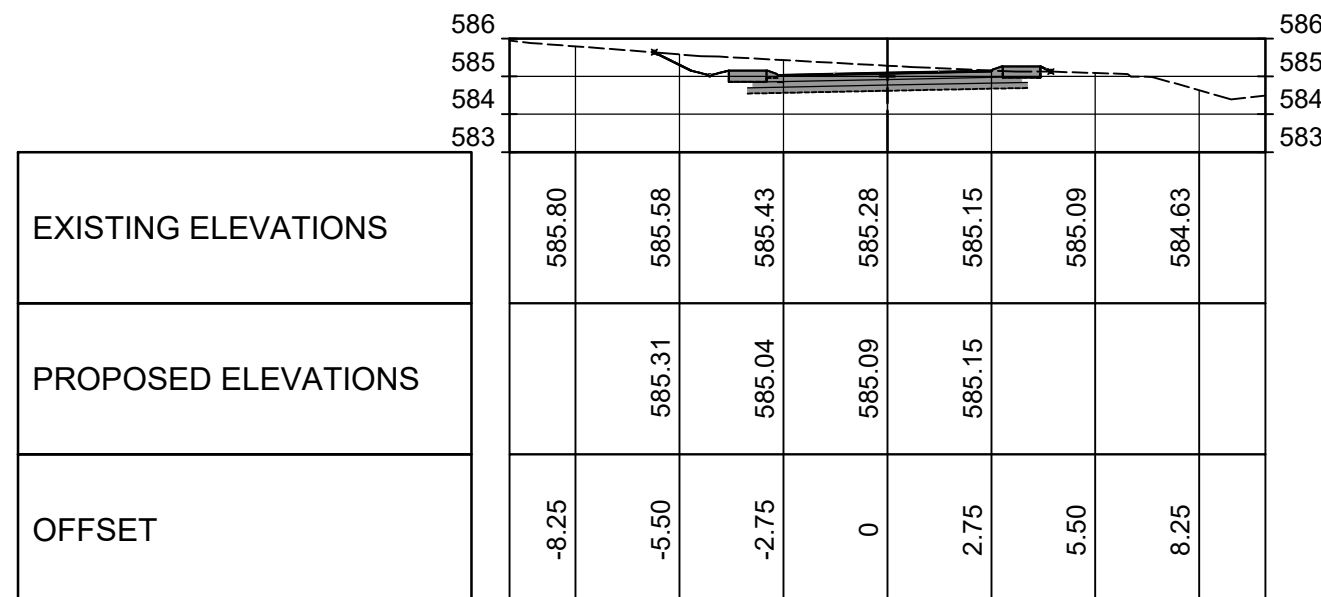 586 586
585 585
584 584
583 583
EXISTING ELEVATIONS 585.80 585.58 585.43 585.28 585.15 585.09 584.63
PROPOSED ELEVATIONS 585.31 585.04 585.09 585.15
OFFSET -8.25 -5.50 -2.75 0 2.75 5.50 8.25